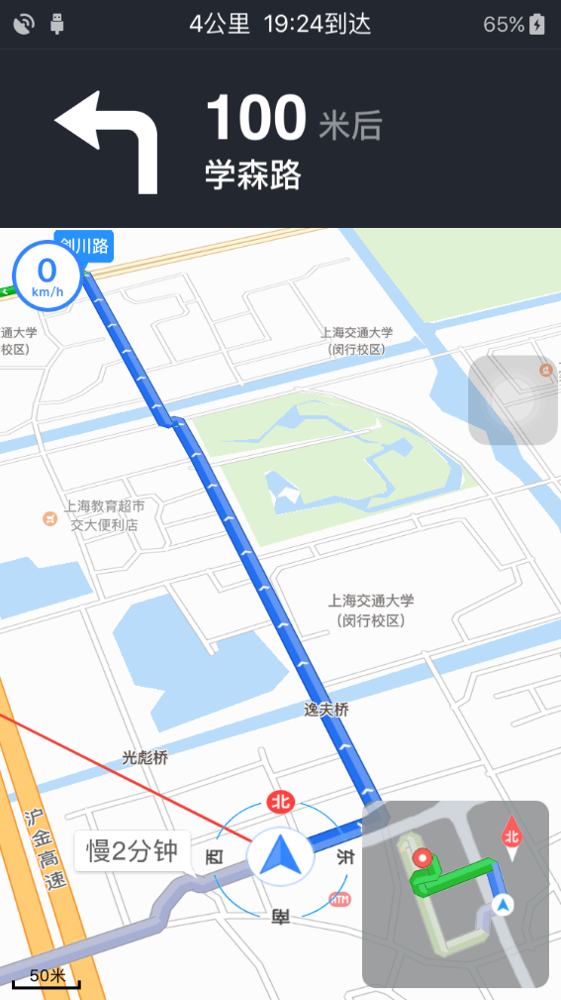 4公里 19:24到达
65%
100 米后
学森路
剑川路
0
km/h
通大学
校区)
上海交通大学
(闵行校区)
上海教育超市
交大便利店
上海交通大学
(闵行校区)
逸夫桥
光彪桥
北
沪金高速
慢2分钟
西
东
北
ATM
南
50米